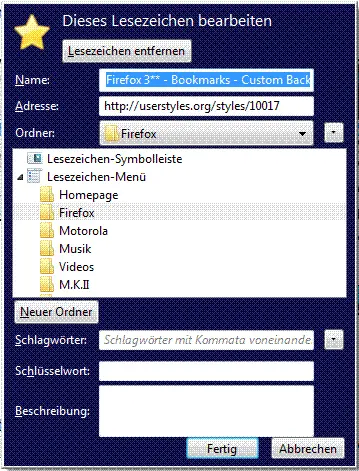 Dieses Lesezeichen bearbeiten
Lesezeichen entfernen
Name: Firefox 3** - Bookmarks - Custom Back
Adresse: http://userstyles.org/styles/10017
Ordner: Firefox
Lesezeichen-Symbolleiste
Lesezeichen-Menü
Homepage
Firefox
Motorola
Musik
Videos
M.K.II
Neuer Ordner
Schlagwörter: Schlagwörter mit Kommata voneinande
Schlüsselwort:
Beschreibung:
Fertig Abbrechen